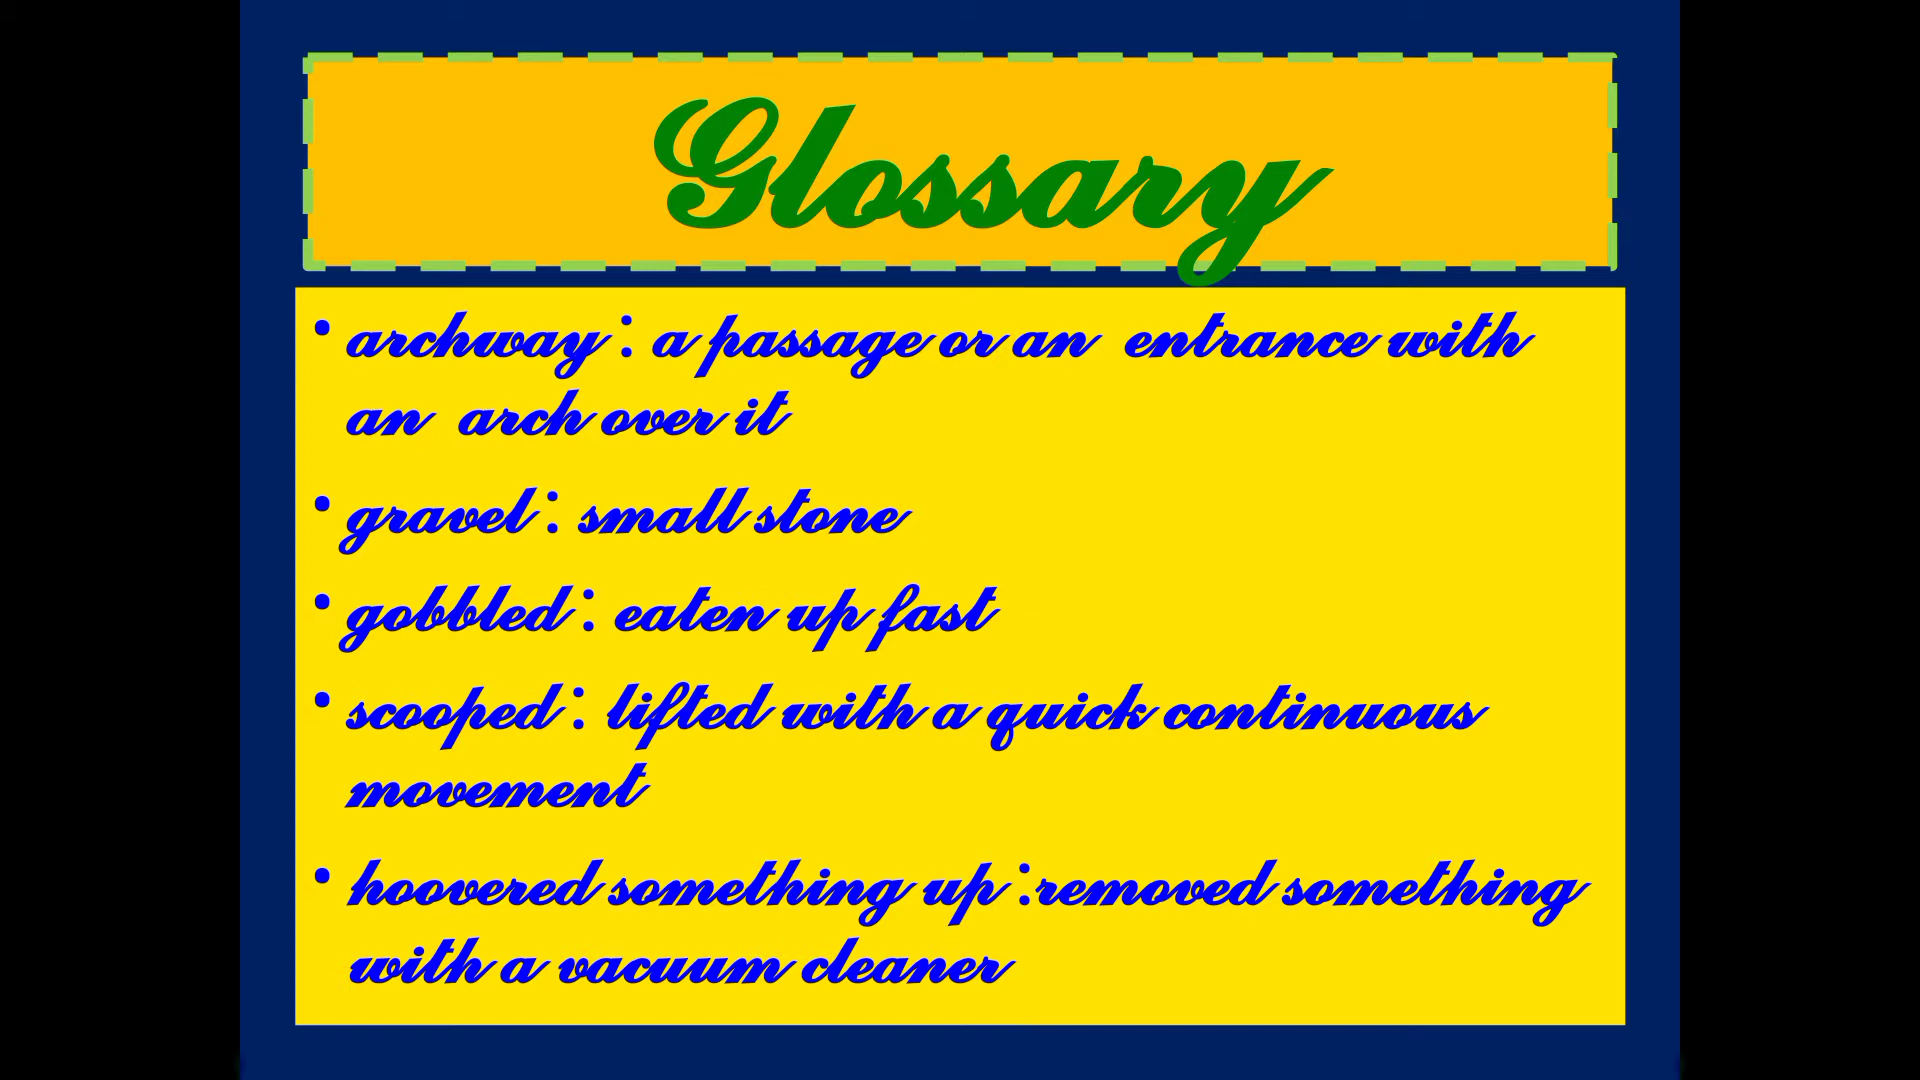 Glossary
• archway : a passage or an entrance with
an arch over it
• gravel : small stone
• gobbled : eaten up fast
• scooped : lifted with a quick continuous
movement
• hoovered something up :removed something
with a vacuum cleaner